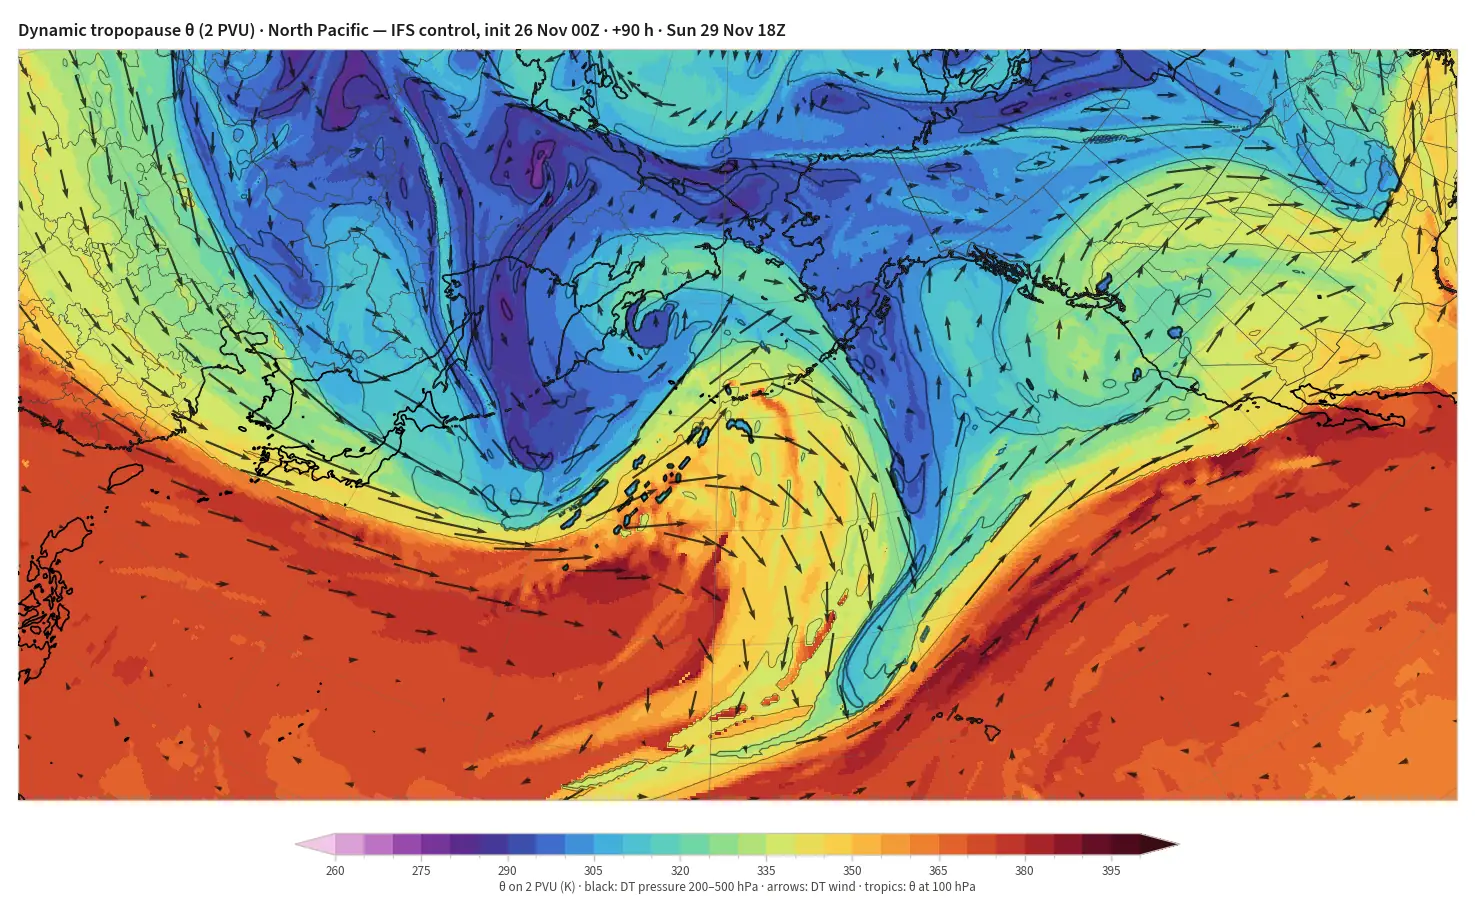 Dynamic tropopause θ (2 PVU) · North Pacific — IFS control, init 26 Nov 00Z · +90 h · Sun 29 Nov 18Z
260 275 290 305 320 335 350 365 380 395
θ on 2 PVU (K) · black: DT pressure 200–500 hPa · arrows: DT wind · tropics: θ at 100 hPa